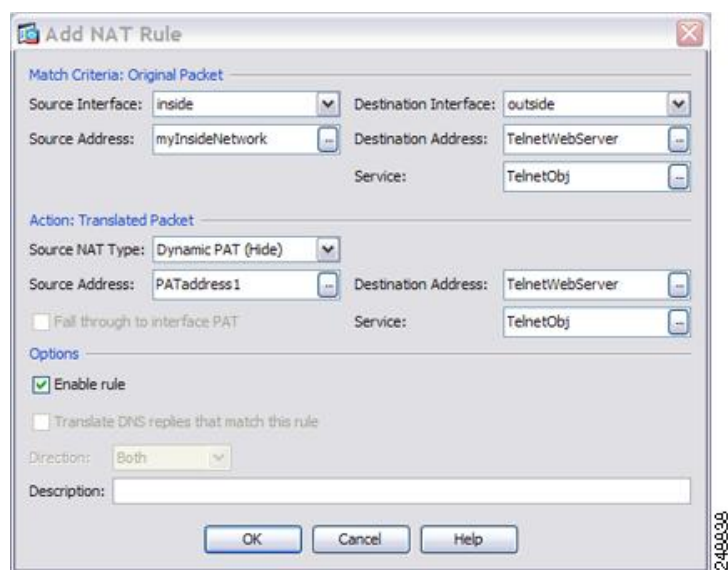 Add NAT Rule
Match Criteria: Original Packet
Source Interface: inside Destination Interface: outside
Source Address: myInsideNetwork ... Destination Address: TelnetWebServer ...
Service: TelnetObj ...
Action: Translated Packet
Source NAT Type: Dynamic PAT (Hide)
Source Address: PATaddress1 ... Destination Address: TelnetWebServer ...
Fall through to interface PAT Service: TelnetObj ...
Options
Enable rule
Translate DNS replies that match this rule
Direction: Both
Description:
OK Cancel Help
248838